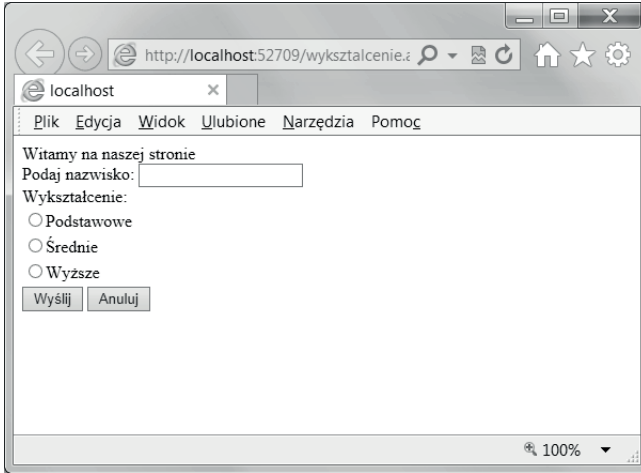 http://localhost:52709/wyksztalcenie.a
localhost
Plik Edycja Widok Ulubione Narzędzia Pomoc
Witamy na naszej stronie
Podaj nazwisko:
Wykształcenie:
Podstawowe
Średnie
Wyższe
Wyślij Anuluj
100%